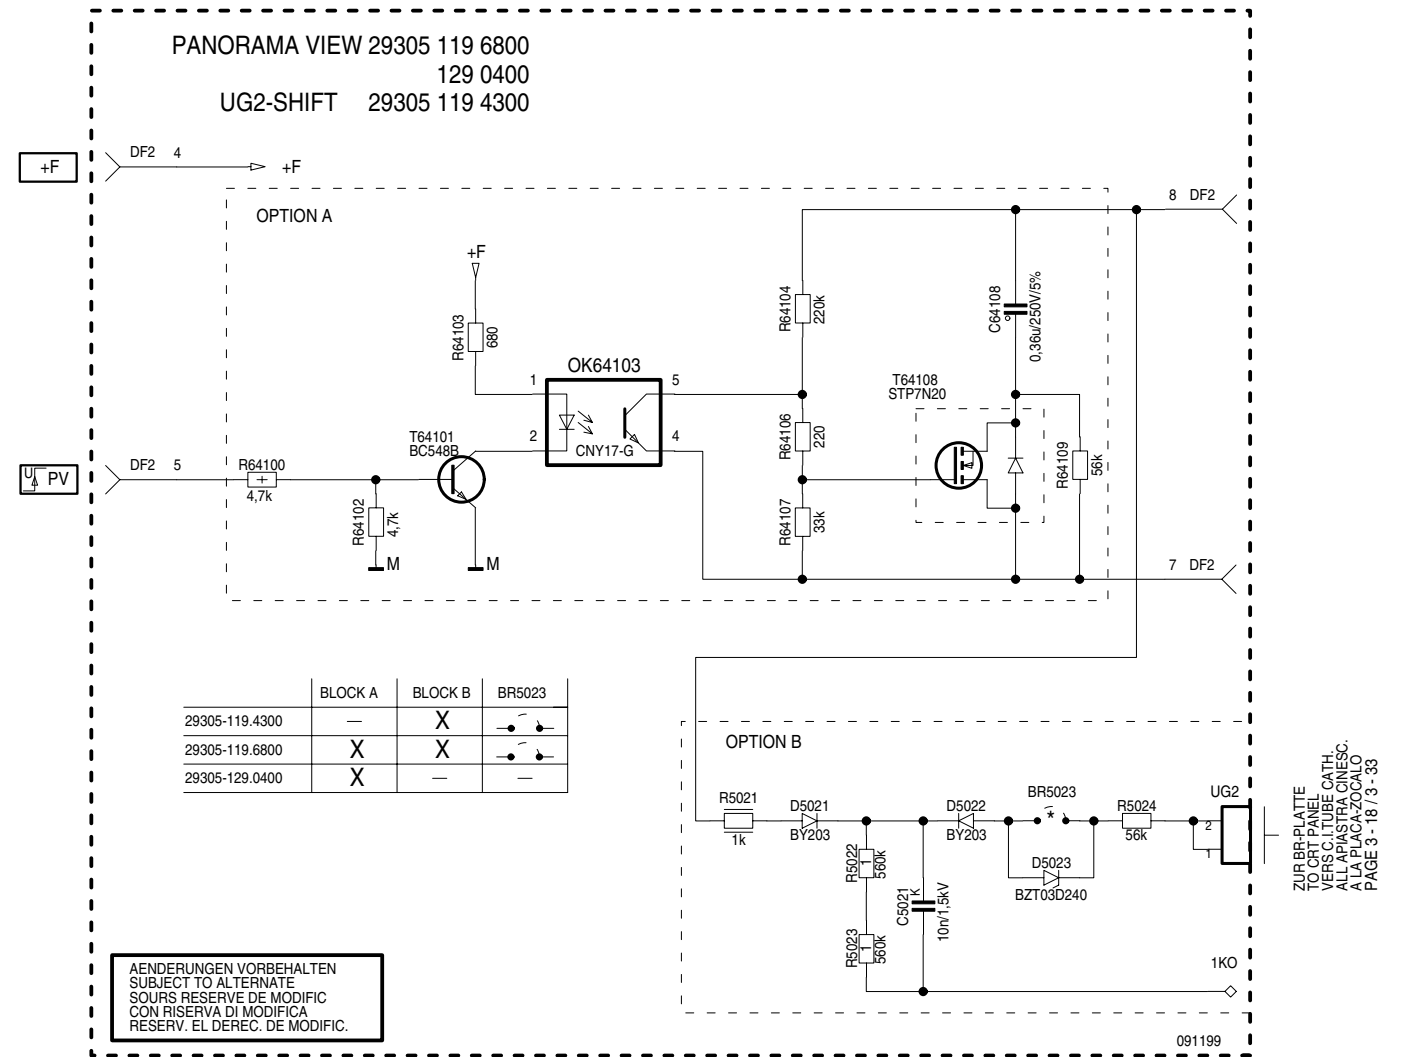 PANORAMA VIEW 29305 119 6800
129 0400
UG2-SHIFT 29305 119 4300
+F
DF2 4
+F
8 DF2
OPTION A
+F
R64103
680
R64104
220k
C64108
0,36u/250V/5%
OK64103
1
5
2
4
CNY17-G
T64108
STP7N20
T64101
BC548B
R64106
220
R64109
56k
U PV
DF2 5
R64100
4,7k
R64102
4,7k
R64107
33k
M
M
7 DF2
BLOCK A BLOCK B BR5023
29305-119.4300 — X
29305-119.6800 X X
29305-129.0400 X — —
OPTION B
R5021
1k
D5021
BY203
D5022
BY203
BR5023
*
R5024
56k
UG2
2
1
R5022
1
560k
C5021
K
10n/1,5kV
D5023
BZT03D240
R5023
1
560k
1KO
ZUR BR-PLATTE
TO CRT PANEL
VERS C.I.TUBE CATH.
ALL APIASTRA CINESC.
A LA PLACA-ZOCALO
PAGE 3 - 18 / 3 - 33
AENDERUNGEN VORBEHALTEN
SUBJECT TO ALTERNATE
SOURS RESERVE DE MODIFIC
CON RISERVA DI MODIFICA
RESERV. EL DEREC. DE MODIFIC.
091199